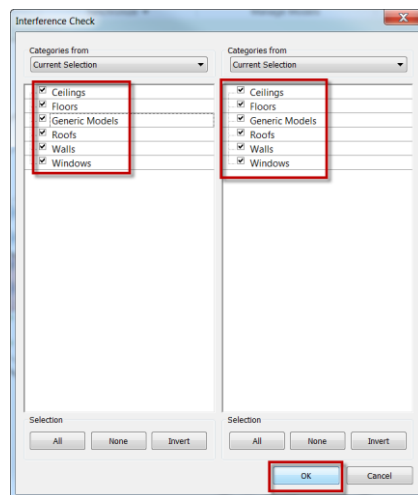 Interference Check
Categories from
Current Selection
Ceilings
Floors
Generic Models
Roofs
Walls
Windows
Selection
All None Invert
Categories from
Current Selection
Ceilings
Floors
Generic Models
Roofs
Walls
Windows
Selection
All None Invert
OK Cancel